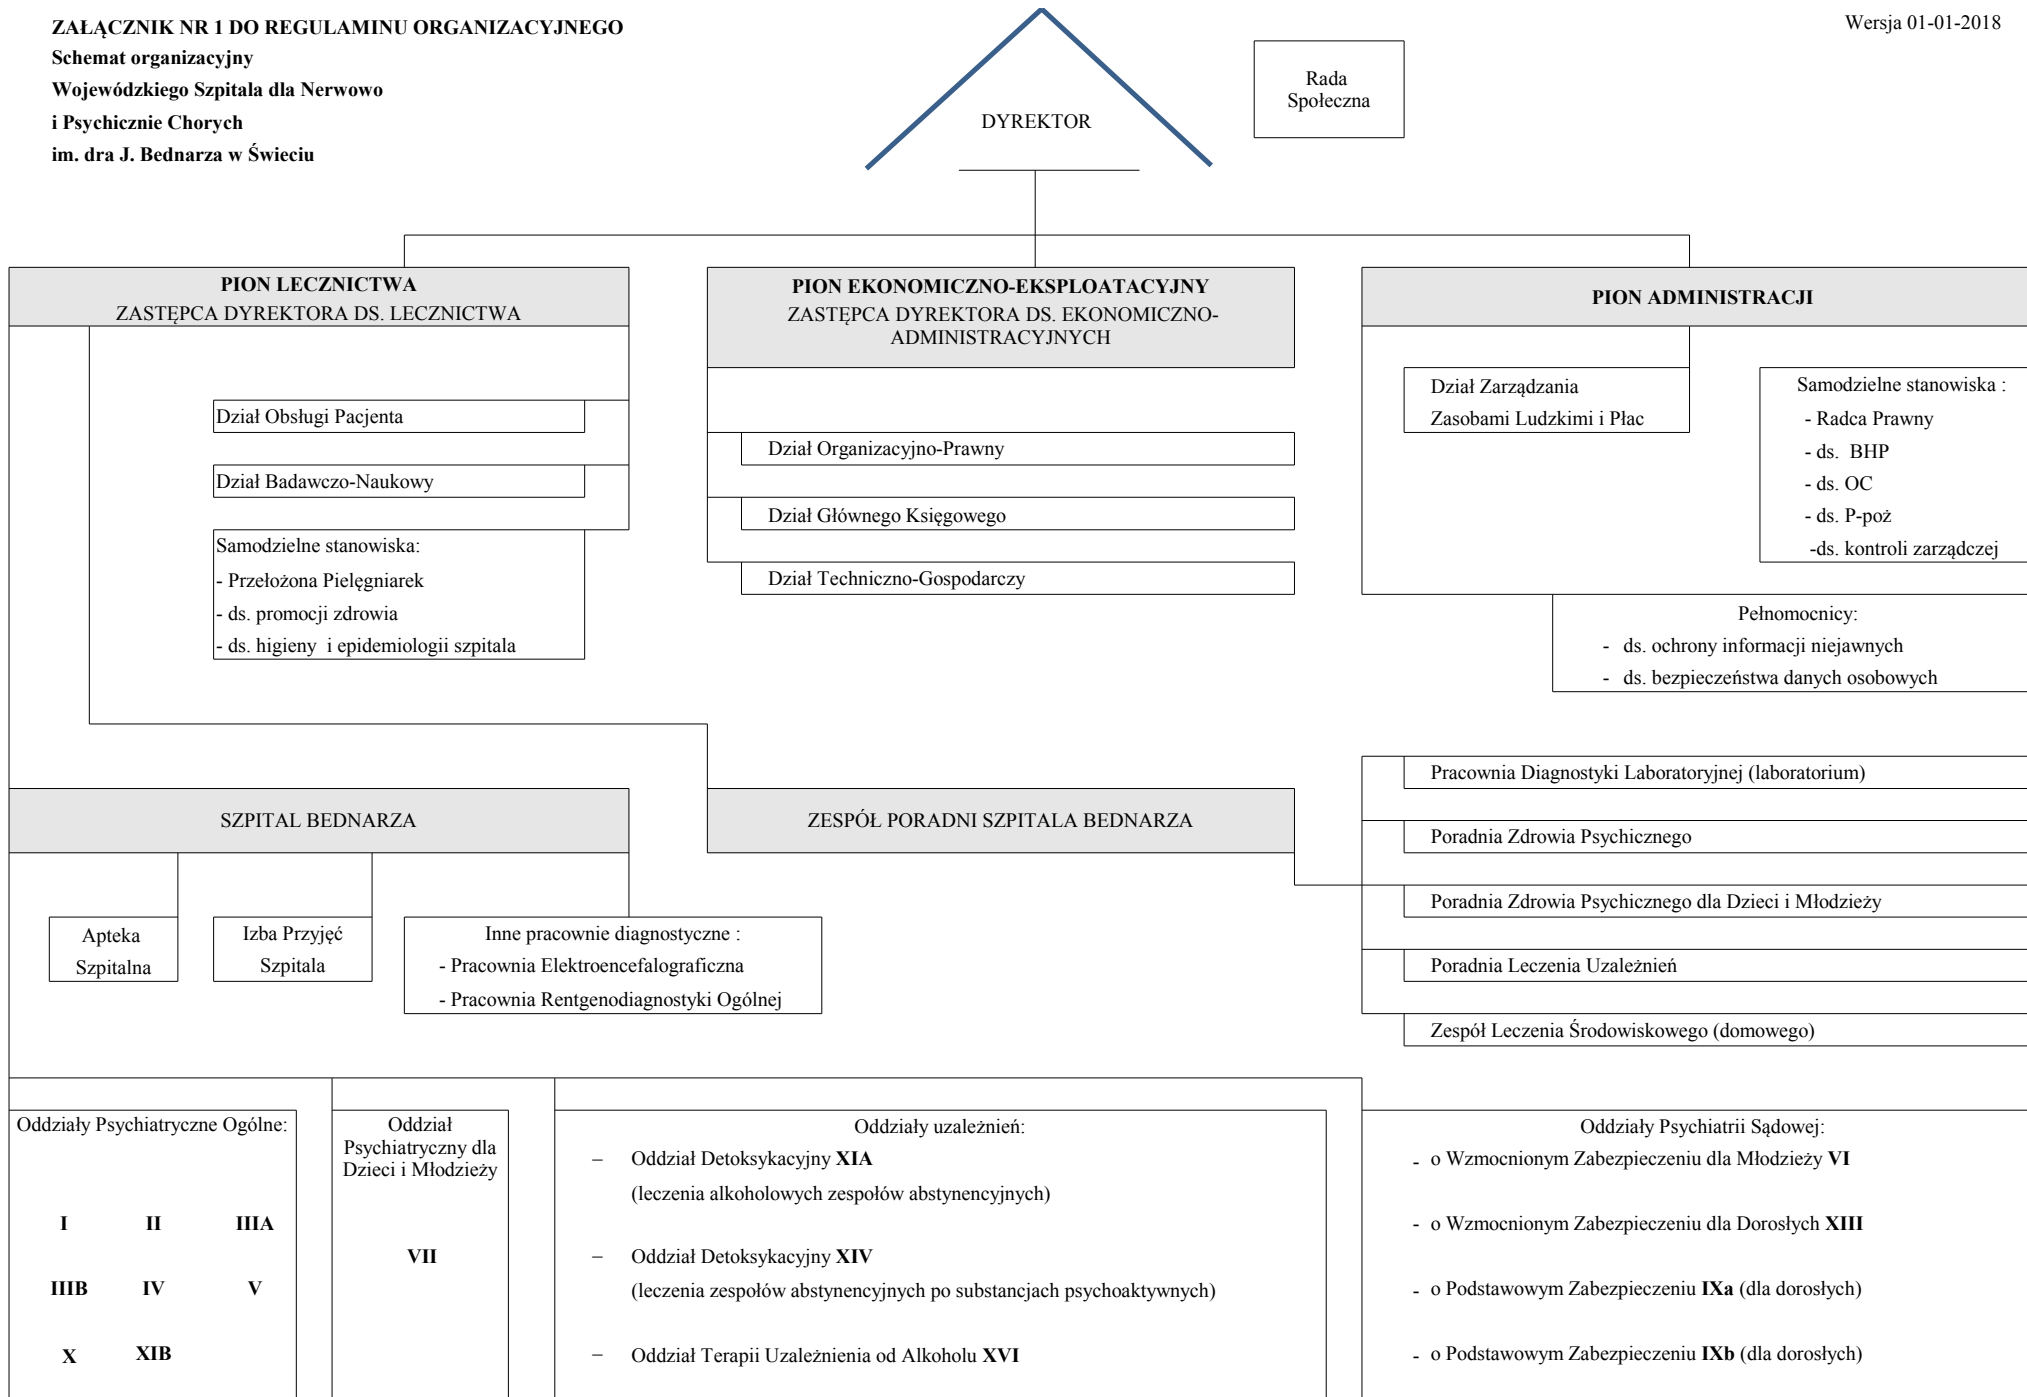 ZAŁĄCZNIK NR 1 DO REGULAMINU ORGANIZACYJNEGO
Schemat organizacyjny
Wojewódzkiego Szpitala dla Nerwowo
i Psychicznie Chorych
im. dra J. Bednarza w Świeciu
Wersja 01-01-2018
DYREKTOR
Rada
Społeczna
PION LECZNICTWA
ZASTĘPCA DYREKTORA DS. LECZNICTWA
PION EKONOMICZNO-EKSPLOATACYJNY
ZASTĘPCA DYREKTORA DS. EKONOMICZNO-
ADMINISTRACYJNYCH
PION ADMINISTRACJI
Dział Obsługi Pacjenta
Dział Badawczo-Naukowy
Samodzielne stanowiska:
- Przełożona Pielęgniarek
- ds. promocji zdrowia
- ds. higieny i epidemiologii szpitala
Dział Organizacyjno-Prawny
Dział Głównego Księgowego
Dział Techniczno-Gospodarczy
Dział Zarządzania
Zasobami Ludzkimi i Płac
Samodzielne stanowiska :
- Radca Prawny
- ds. BHP
- ds. OC
- ds. P-poż
-ds. kontroli zarządczej
Pełnomocnicy:
- ds. ochrony informacji niejawnych
- ds. bezpieczeństwa danych osobowych
SZPITAL BEDNARZA
ZESPÓŁ PORADNI SZPITALA BEDNARZA
Pracownia Diagnostyki Laboratoryjnej (laboratorium)
Poradnia Zdrowia Psychicznego
Poradnia Zdrowia Psychicznego dla Dzieci i Młodzieży
Poradnia Leczenia Uzależnień
Zespół Leczenia Środowiskowego (domowego)
Apteka
Szpitalna
Izba Przyjęć
Szpitala
Inne pracownie diagnostyczne :
- Pracownia Elektroencefalograficzna
- Pracownia Rentgenodiagnostyki Ogólnej
Oddziały Psychiatryczne Ogólne:
I II IIIA
IIIB IV V
X XIB
Oddział
Psychiatryczny dla
Dzieci i Młodzieży
VII
Oddziały uzależnień:
– Oddział Detoksykacyjny XIA
(leczenia alkoholowych zespołów abstynencyjnych)
– Oddział Detoksykacyjny XIV
(leczenia zespołów abstynencyjnych po substancjach psychoaktywnych)
– Oddział Terapii Uzależnienia od Alkoholu XVI
Oddziały Psychiatrii Sądowej:
- o Wzmocnionym Zabezpieczeniu dla Młodzieży VI
- o Wzmocnionym Zabezpieczeniu dla Dorosłych XIII
- o Podstawowym Zabezpieczeniu IXa (dla dorosłych)
- o Podstawowym Zabezpieczeniu IXb (dla dorosłych)